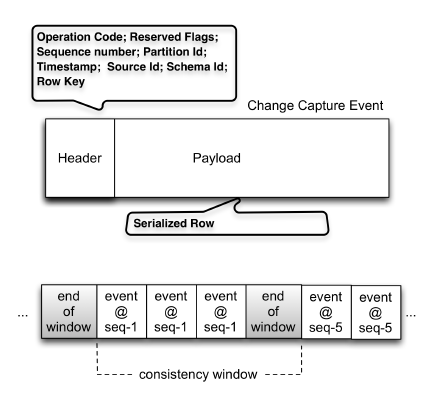 Operation Code; Reserved Flags;
Sequence number; Partition Id;
Timestamp; Source Id; Schema Id;
Row Key
Change Capture Event
Header
Payload
Serialized Row
...
end
of
window
event
@
seq-1
event
@
seq-1
event
@
seq-1
end
of
window
event
@
seq-5
event
@
seq-5
...
consistency window